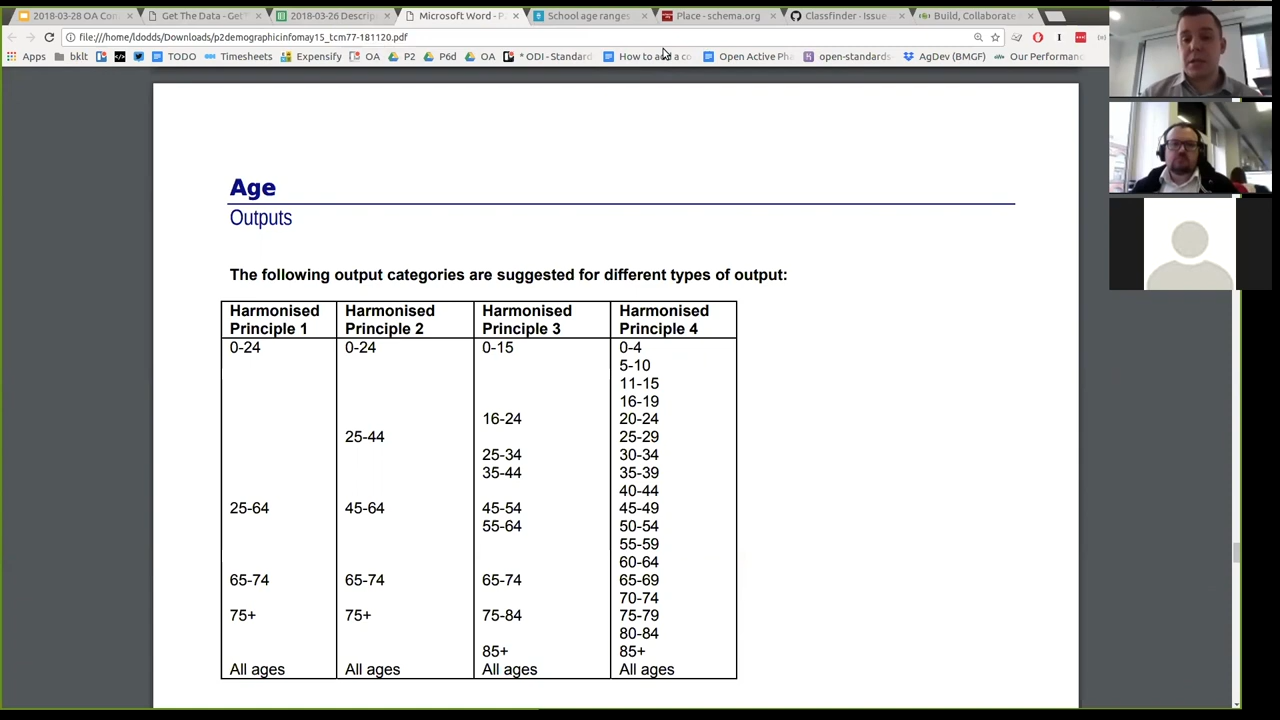 2018-03-28 OA Con
Get The Data - Get
2018-03-26 Descrip
Microsoft Word - P
School age ranges
Place - schema.org
Classfinder · Issue
Build, Collaborate
file:///home/ldodds/Downloads/p2demographicinfomay15_tcm77-181120.pdf
Apps bklt TODO Timesheets Expensify OA P2 P6d OA * ODI - Standard How to add a co Open Active Pha open-standards AgDev (BMGF) Our Performanc
Age
Outputs
The following output categories are suggested for different types of output:
Harmonised Harmonised Harmonised Harmonised
Principle 1 Principle 2 Principle 3 Principle 4
0-24 0-24 0-15 0-4
5-10
11-15
16-19
16-24 20-24
25-44 25-29
25-34 30-34
35-44 35-39
40-44
25-64 45-64 45-54 45-49
55-64 50-54
55-59
60-64
65-74 65-74 65-74 65-69
70-74
75+ 75+ 75-84 75-79
80-84
85+ 85+
All ages All ages All ages All ages